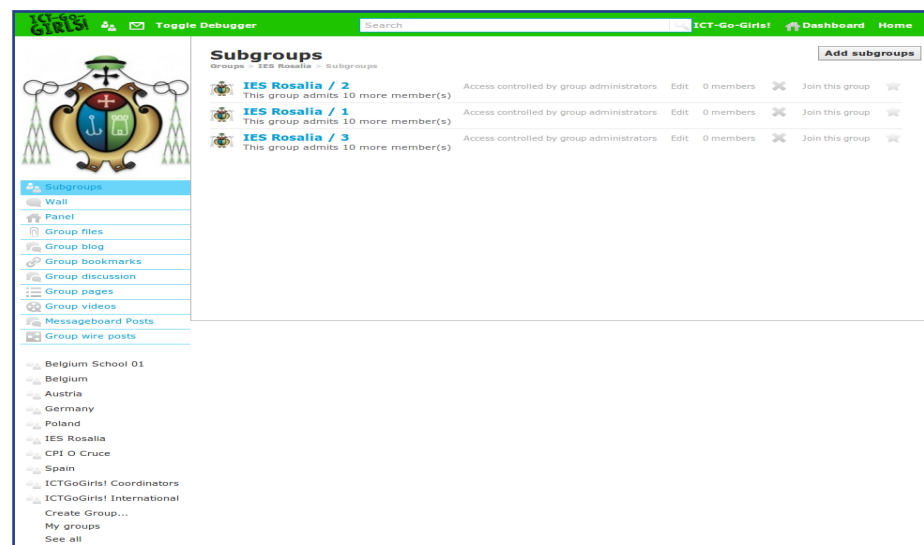 ICT-Go-GIRLS! Toggle Debugger Search ICT-Go-Girls! Dashboard Home
Subgroups Add subgroups
Groups > IES Rosalia > Subgroups
IES Rosalia / 2 Access controlled by group administrators Edit 0 members Join this group
This group admits 10 more member(s)
IES Rosalia / 1 Access controlled by group administrators Edit 0 members Join this group
This group admits 10 more member(s)
IES Rosalia / 3 Access controlled by group administrators Edit 0 members Join this group
This group admits 10 more member(s)
Subgroups
Wall
Panel
Group files
Group blog
Group bookmarks
Group discussion
Group pages
Group videos
Messageboard Posts
Group wire posts
Belgium School 01
Belgium
Austria
Germany
Poland
IES Rosalia
CPI O Cruce
Spain
ICTGoGirls! Coordinators
ICTGoGirls! International
Create Group...
My groups
See all